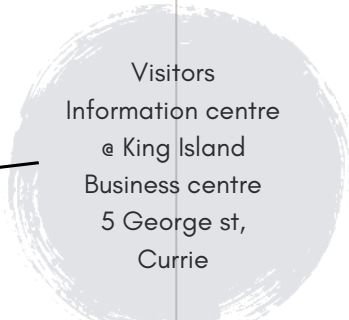 Visitors
Information centre
@ King Island
Business centre
5 George st,
Currie